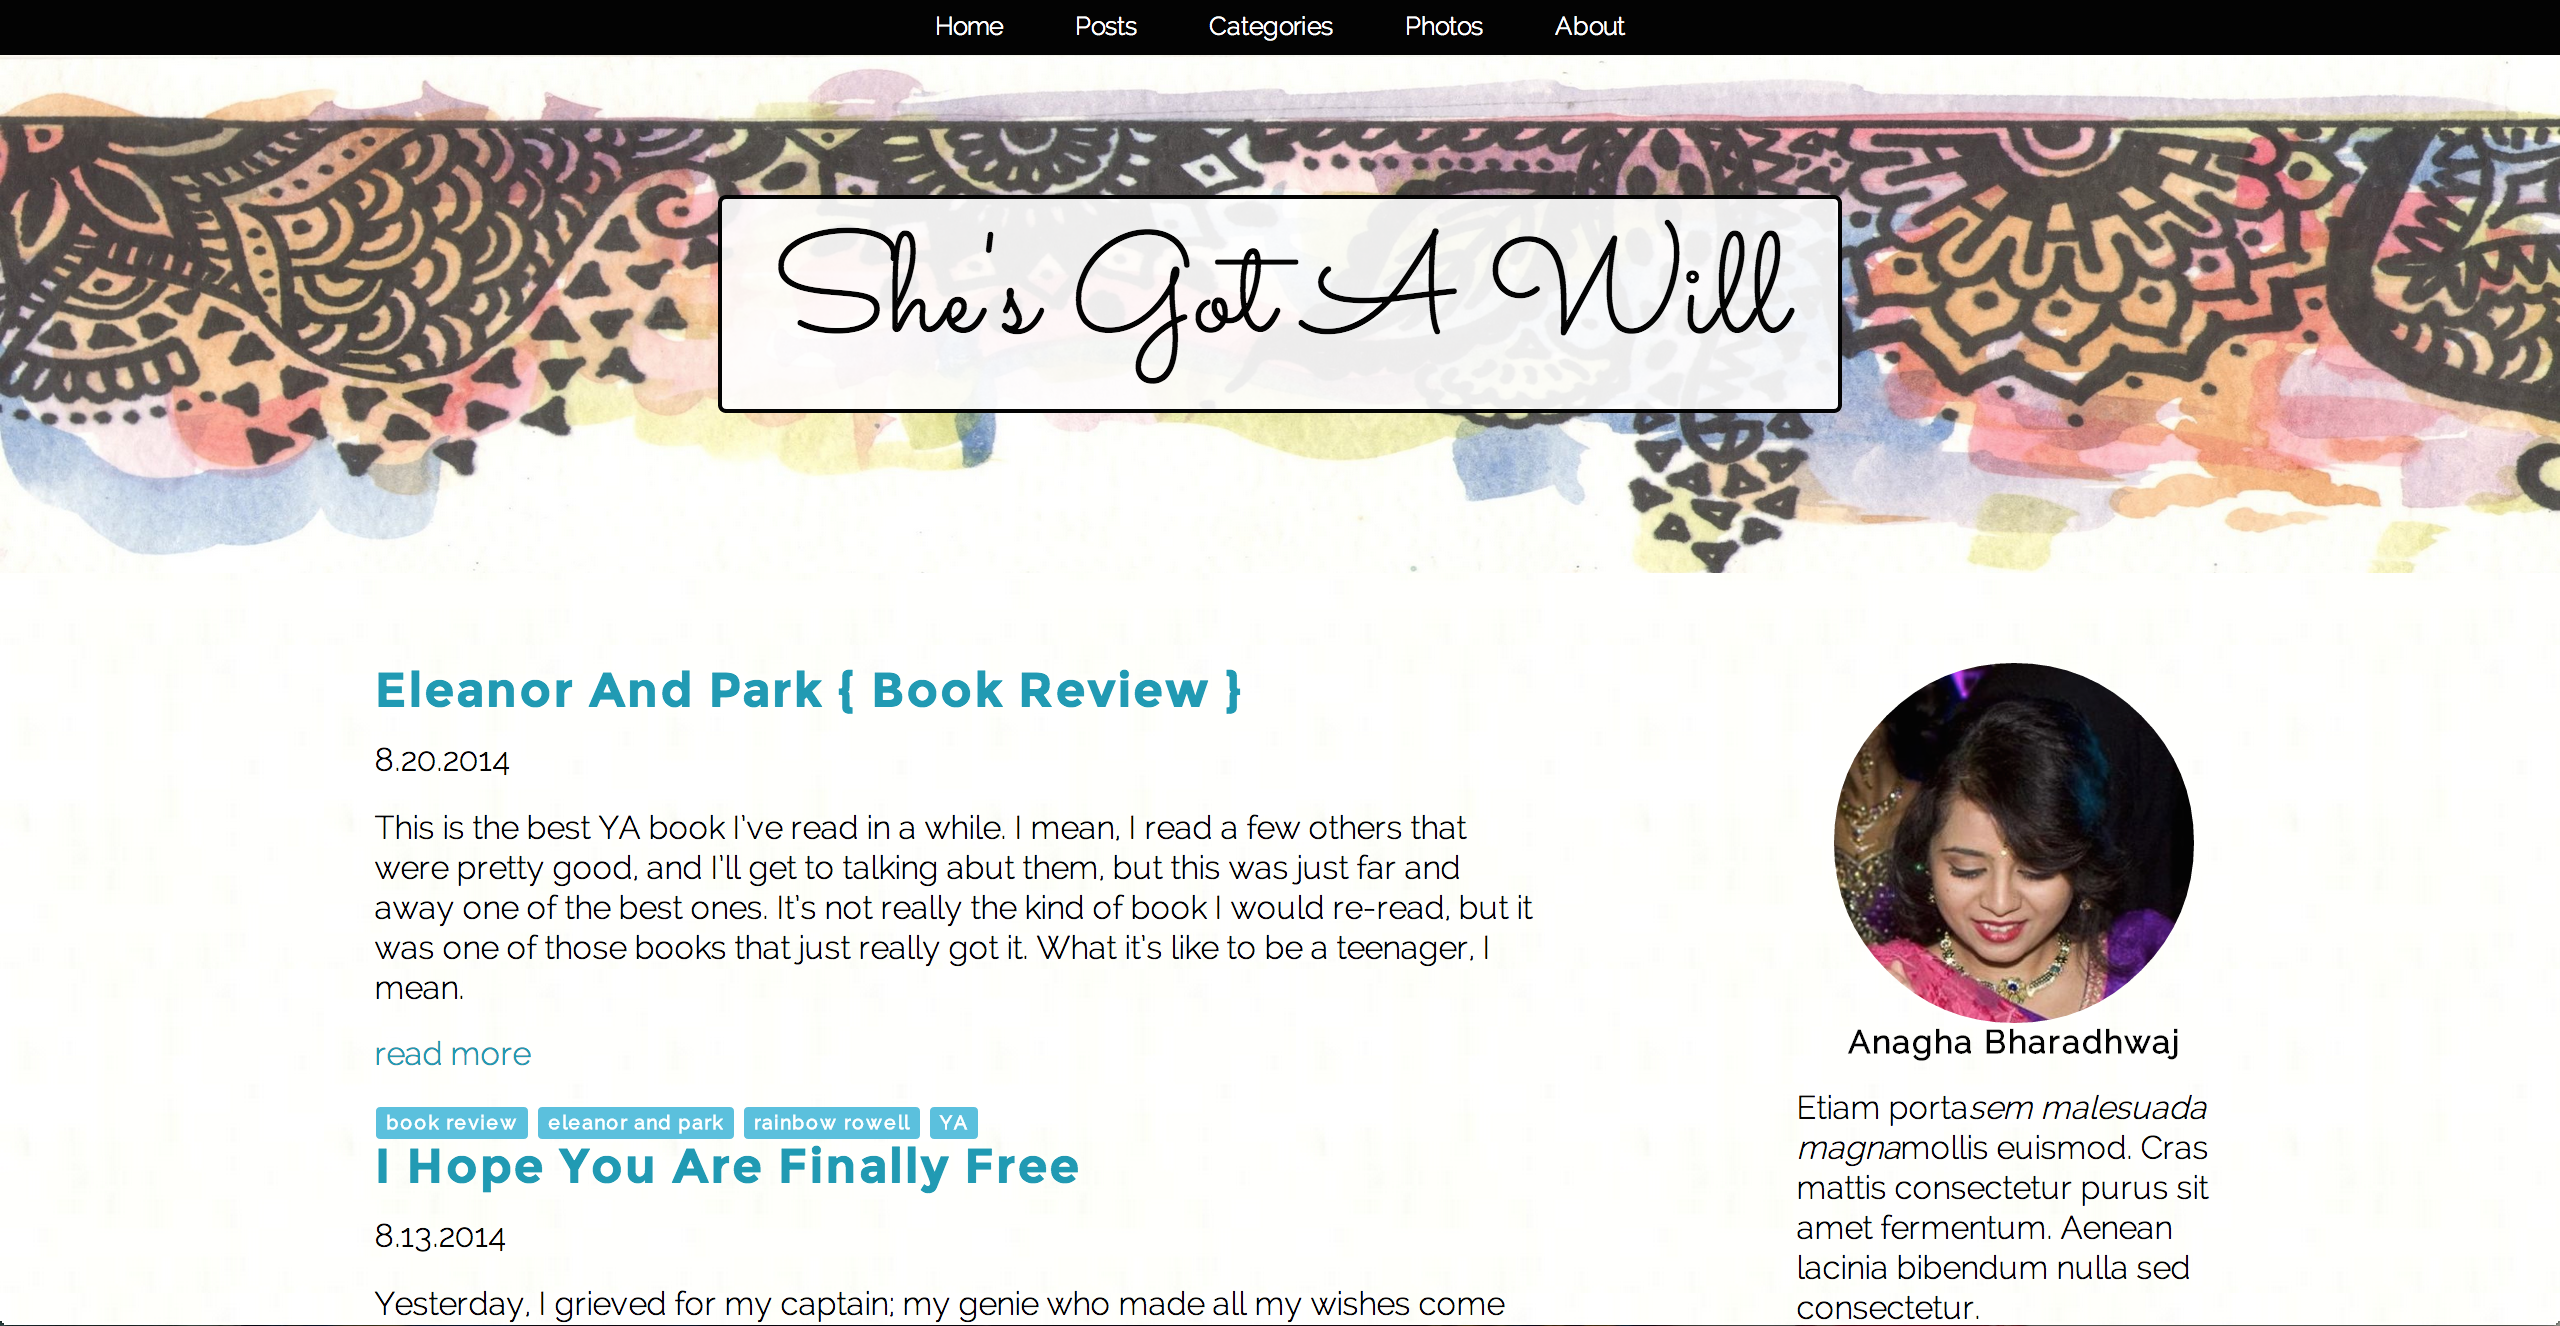 Home Posts Categories Photos About
She's Got A Will
Eleanor And Park { Book Review }
8.20.2014
This is the best YA book I've read in a while. I mean, I read a few others that
were pretty good, and I'll get to talking abut them, but this was just far and
away one of the best ones. It's not really the kind of book I would re-read, but it
was one of those books that just really got it. What it's like to be a teenager, I
mean.
read more
book review eleanor and park rainbow rowell YA
I Hope You Are Finally Free
8.13.2014
Yesterday, I grieved for my captain; my genie who made all my wishes come
Anagha Bharadhwaj
Etiam portasem malesuada
magnamollis euismod. Cras
mattis consectetur purus sit
amet fermentum. Aenean
lacinia bibendum nulla sed
consectetur.